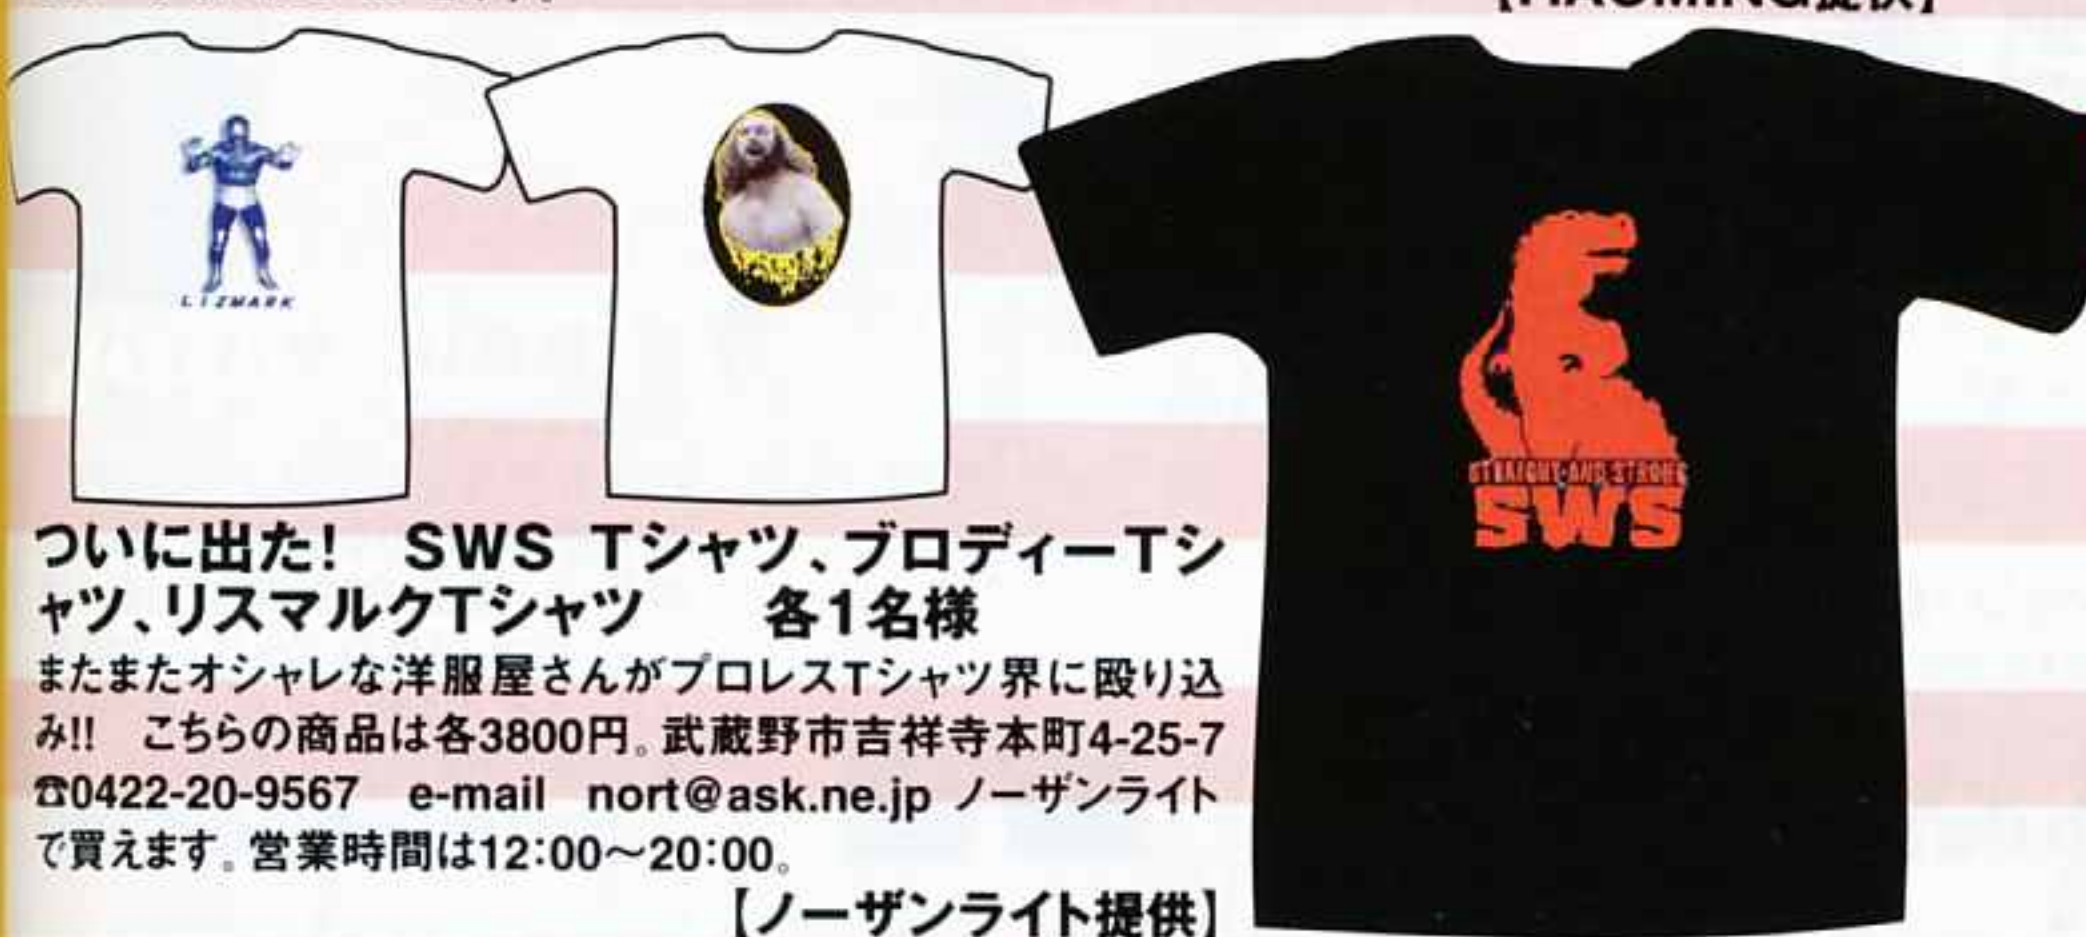 提供】
LIZMARK
STRAIGHT-AND-STRONG
SWS
ついに出た!　SWS Tシャツ、ブロディーTシ
ャツ、リスマルクTシャツ　各1名様
またまたオシャレな洋服屋さんがプロレスTシャツ界に殴り込
み!!　こちらの商品は各3800円。武蔵野市吉祥寺本町4-25-7
☎0422-20-9567　e-mail　nort@ask.ne.jp ノーザンライト
で買えます。営業時間は12:00〜20:00。
【ノーザンライト提供】